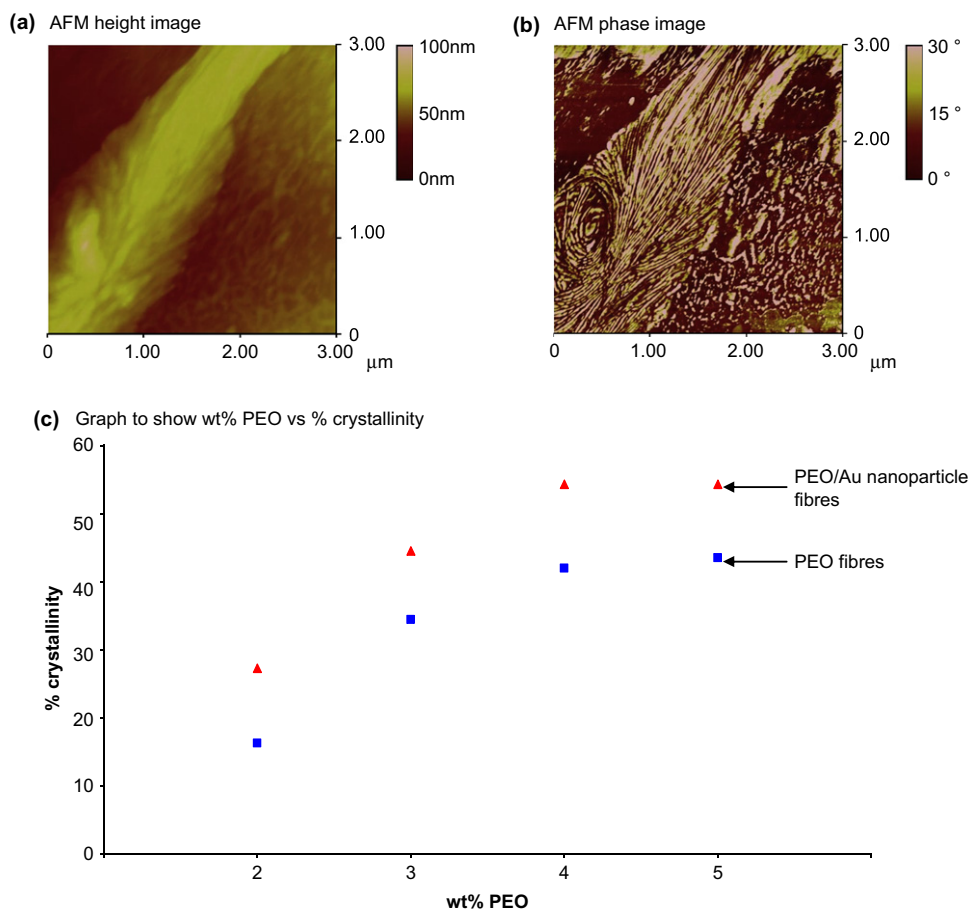 (a) AFM height image
3.00
2.00
1.00
0
0 1.00 2.00 3.00
μm
100nm
50nm
0nm
(b) AFM phase image
3.00
2.00
1.00
0
0 1.00 2.00 3.00
μm
30 °
15 °
0 °
(c) Graph to show wt% PEO vs % crystallinity
% crystallinity
60
50
40
30
20
10
0
2 3 4 5
wt% PEO
PEO/Au nanoparticle
fibres
PEO fibres